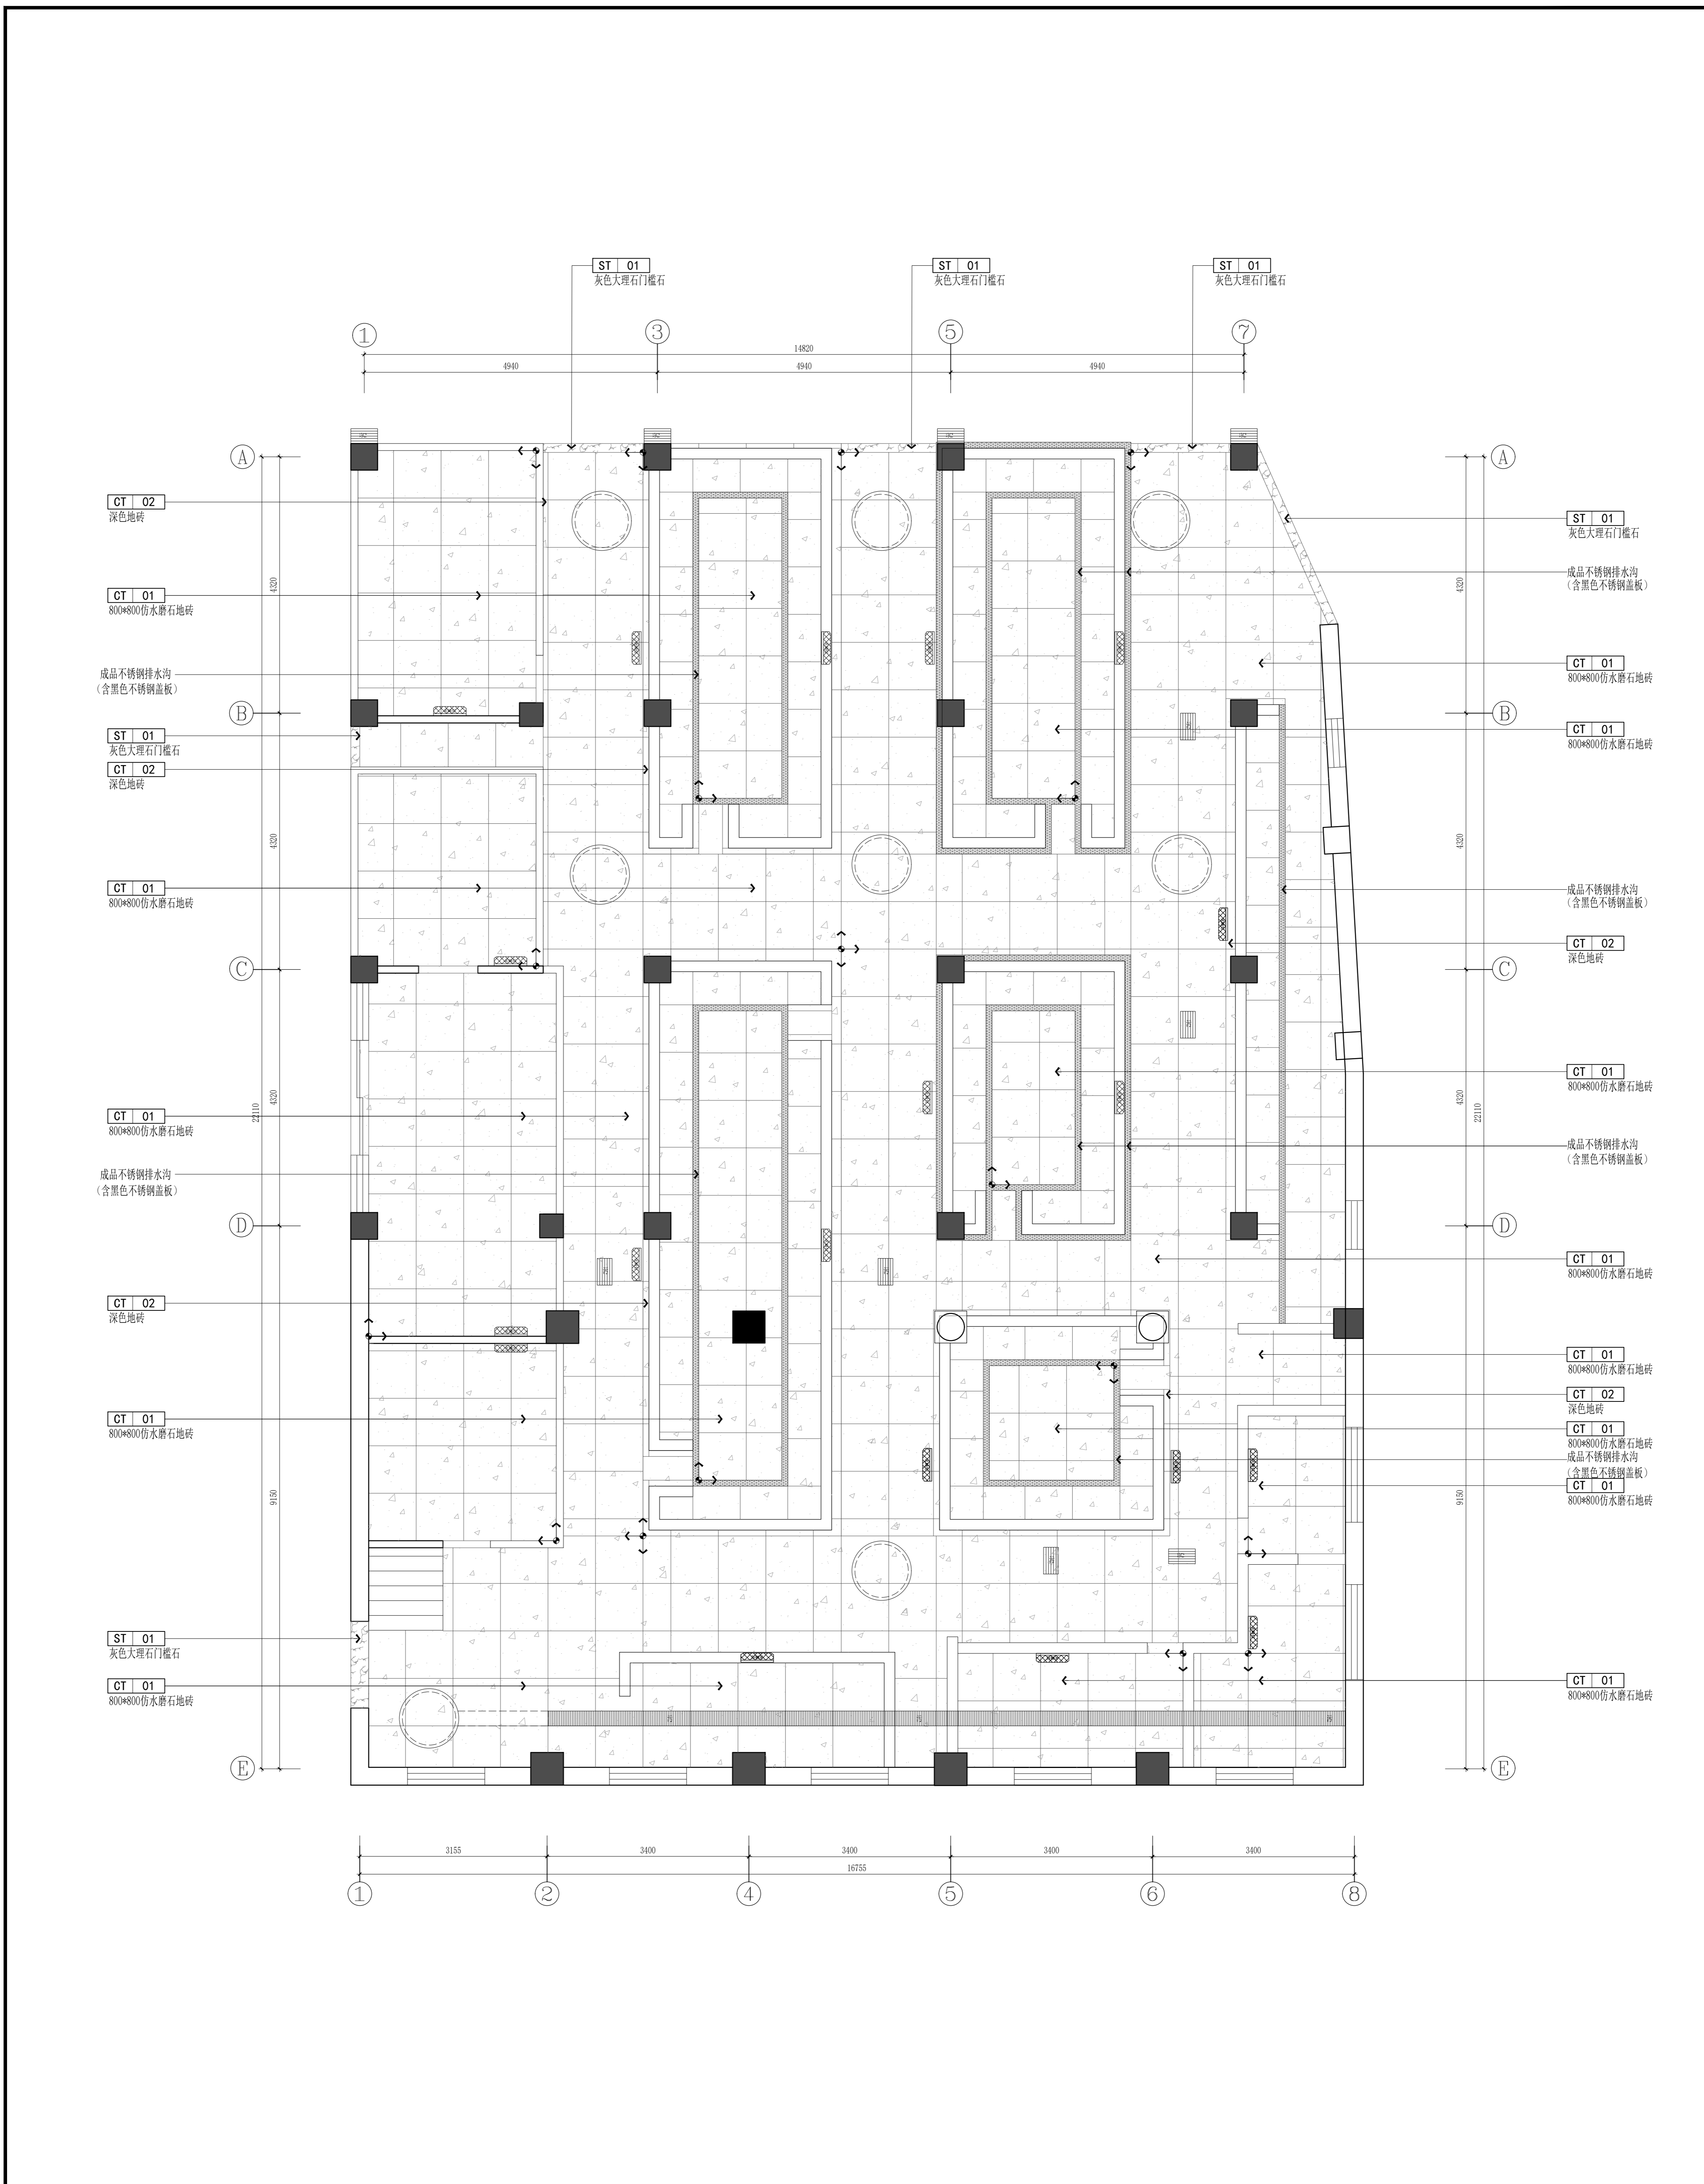 ST 01
灰色大理石门槛石
ST 01
灰色大理石门槛石
ST 01
灰色大理石门槛石
1
3
5
7
14820
4940
4940
4940
A
A
CT 02
深色地砖
ST 01
灰色大理石门槛石
成品不锈钢排水沟
(含黑色不锈钢盖板)
4320
4320
CT 01
800*800仿水磨石地砖
CT 01
800*800仿水磨石地砖
成品不锈钢排水沟
(含黑色不锈钢盖板)
B
B
ST 01
灰色大理石门槛石
CT 01
800*800仿水磨石地砖
CT 02
深色地砖
4320
4320
CT 01
800*800仿水磨石地砖
成品不锈钢排水沟
(含黑色不锈钢盖板)
CT 02
深色地砖
C
C
CT 01
800*800仿水磨石地砖
4320
22110
4320
22110
CT 01
800*800仿水磨石地砖
成品不锈钢排水沟
(含黑色不锈钢盖板)
成品不锈钢排水沟
(含黑色不锈钢盖板)
D
D
CT 01
800*800仿水磨石地砖
CT 02
深色地砖
CT 01
800*800仿水磨石地砖
CT 02
深色地砖
CT 01
800*800仿水磨石地砖
CT 01
800*800仿水磨石地砖
成品不锈钢排水沟
(含黑色不锈钢盖板)
CT 01
800*800仿水磨石地砖
9150
9150
ST 01
灰色大理石门槛石
CT 01
800*800仿水磨石地砖
CT 01
800*800仿水磨石地砖
E
E
3155
3400
3400
3400
3400
16755
1
2
4
5
6
8